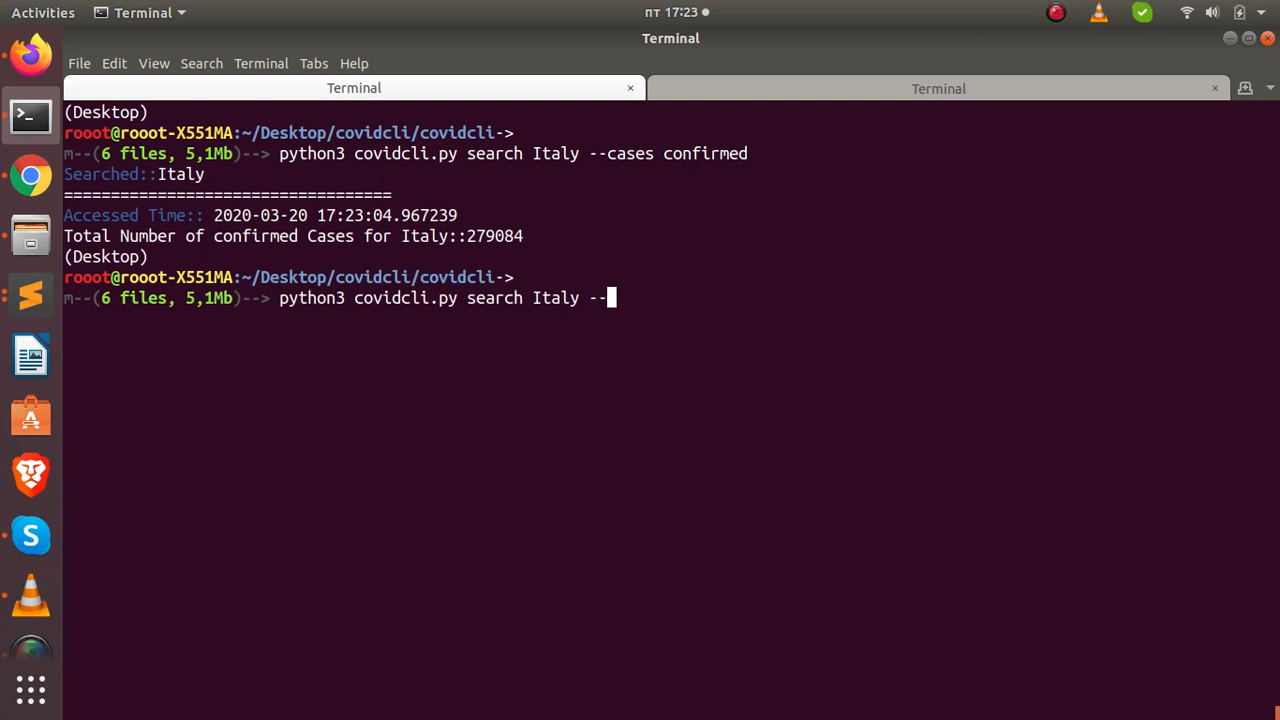 Activities Terminal пт 17:23
Terminal
File Edit View Search Terminal Tabs Help
Terminal × Terminal ×
(Desktop)
rooot@rooot-X551MA:~/Desktop/covidcli/covidcli->
m--(6 files, 5,1Mb)--> python3 covidcli.py search Italy --cases confirmed
Searched::Italy
===================================
Accessed Time:: 2020-03-20 17:23:04.967239
Total Number of confirmed Cases for Italy::279084
(Desktop)
rooot@rooot-X551MA:~/Desktop/covidcli/covidcli->
m--(6 files, 5,1Mb)--> python3 covidcli.py search Italy --